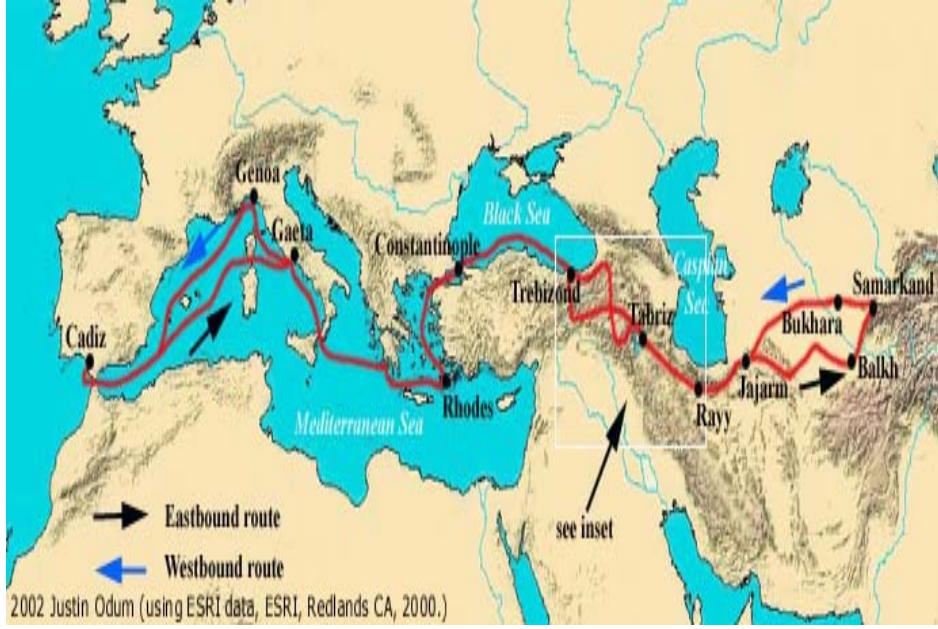 Genoa
Gaeta
Black Sea
Constantinople
Caspian
Sea
Samarkand
Trebizond
Bukhara
Tabriz
Cadiz
Jajarm
Balkh
Rhodes
Rayy
Mediterranean Sea
Eastbound route
see inset
Westbound route
2002 Justin Odum (using ESRI data, ESRI, Redlands CA, 2000.)